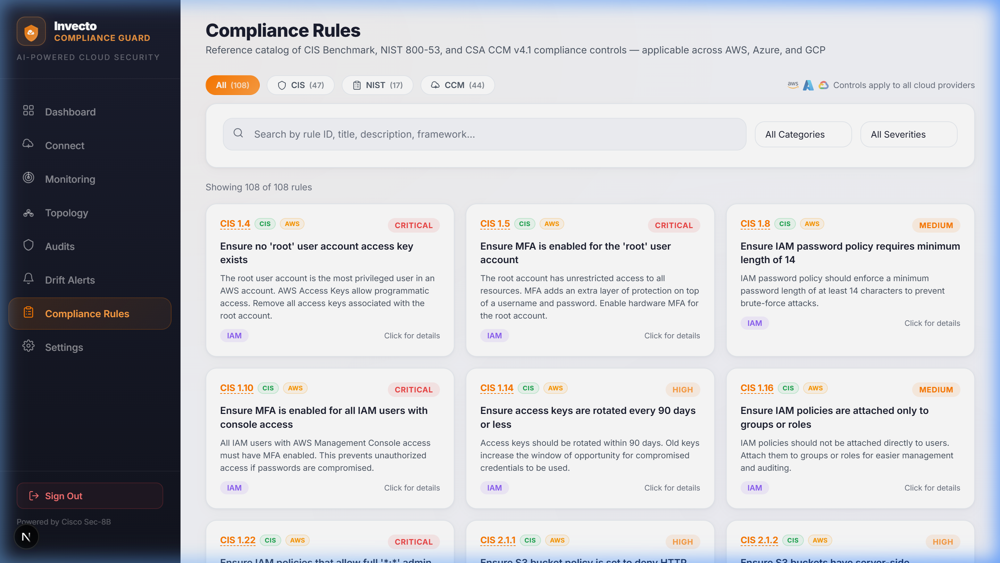 Invecto
COMPLIANCE GUARD
AI-POWERED CLOUD SECURITY
Dashboard
Connect
Monitoring
Topology
Audits
Drift Alerts
Compliance Rules
Settings
Sign Out
Powered by Cisco Sec-8B
N
Compliance Rules
Reference catalog of CIS Benchmark, NIST 800-53, and CSA CCM v4.1 compliance controls — applicable across AWS, Azure, and GCP
All (108) CIS (47) NIST (17) CCM (44)
aws Controls apply to all cloud providers
Search by rule ID, title, description, framework...
All Categories
All Severities
Showing 108 of 108 rules
CIS 1.4 CIS AWS CRITICAL
Ensure no 'root' user account access key
exists
The root user account is the most privileged user in an
AWS account. AWS Access Keys allow programmatic
access. Remove all access keys associated with the
root account.
IAM Click for details
CIS 1.5 CIS AWS CRITICAL
Ensure MFA is enabled for the 'root' user
account
The root account has unrestricted access to all
resources. MFA adds an extra layer of protection on top
of a username and password. Enable hardware MFA for
the root account.
IAM Click for details
CIS 1.8 CIS AWS MEDIUM
Ensure IAM password policy requires minimum
length of 14
IAM password policy should enforce a minimum
password length of at least 14 characters to prevent
brute-force attacks.
IAM Click for details
CIS 1.10 CIS AWS CRITICAL
Ensure MFA is enabled for all IAM users with
console access
All IAM users with AWS Management Console access
must have MFA enabled. This prevents unauthorized
access if passwords are compromised.
IAM Click for details
CIS 1.14 CIS AWS HIGH
Ensure access keys are rotated every 90 days
or less
Access keys should be rotated within 90 days. Old keys
increase the window of opportunity for compromised
credentials to be used.
IAM Click for details
CIS 1.16 CIS AWS MEDIUM
Ensure IAM policies are attached only to
groups or roles
IAM policies should not be attached directly to users.
Attach them to groups or roles for easier management
and auditing.
IAM Click for details
CIS 1.22 CIS AWS CRITICAL
Ensure IAM policies that allow full '*:*' admin
CIS 2.1.1 CIS AWS HIGH
Ensure S3 bucket policy is set to deny HTTP
CIS 2.1.2 CIS AWS HIGH
Ensure S3 buckets have server-side